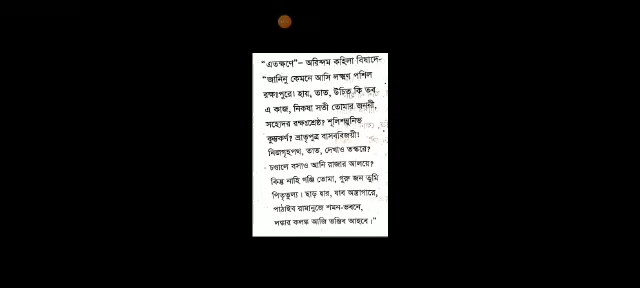 “এতক্ষণে”– অরিন্দম কহিলা বিষাদে-
“জানিনু কেমনে আসি লক্ষ্মণ পশিল
রক্ষঃপুরে! হায়, তাত, উচিত কি তব
এ কাজ, নিকষা সতী তোমার জননী,
সহোদর রক্ষঃশ্রেষ্ঠ? শূলিশম্ভুনিভ
কুম্ভকর্ণ? ভ্রাতৃপুত্র বাসববিজয়ী!
নিজগৃহপথ, তাত, দেখাও তস্করে?
চণ্ডালে বসাও আনি রাজার আলয়ে?
কিন্তু নাহি গঞ্জি তোমা, গুরু জন তুমি
পিতৃতুল্য। ছাড় দ্বার, যাব অস্ত্রাগারে,
পাঠাইব রামানুজে শমন-ভবনে,
লঙ্কার কলঙ্ক আজি ভঞ্জিব আহবে।”